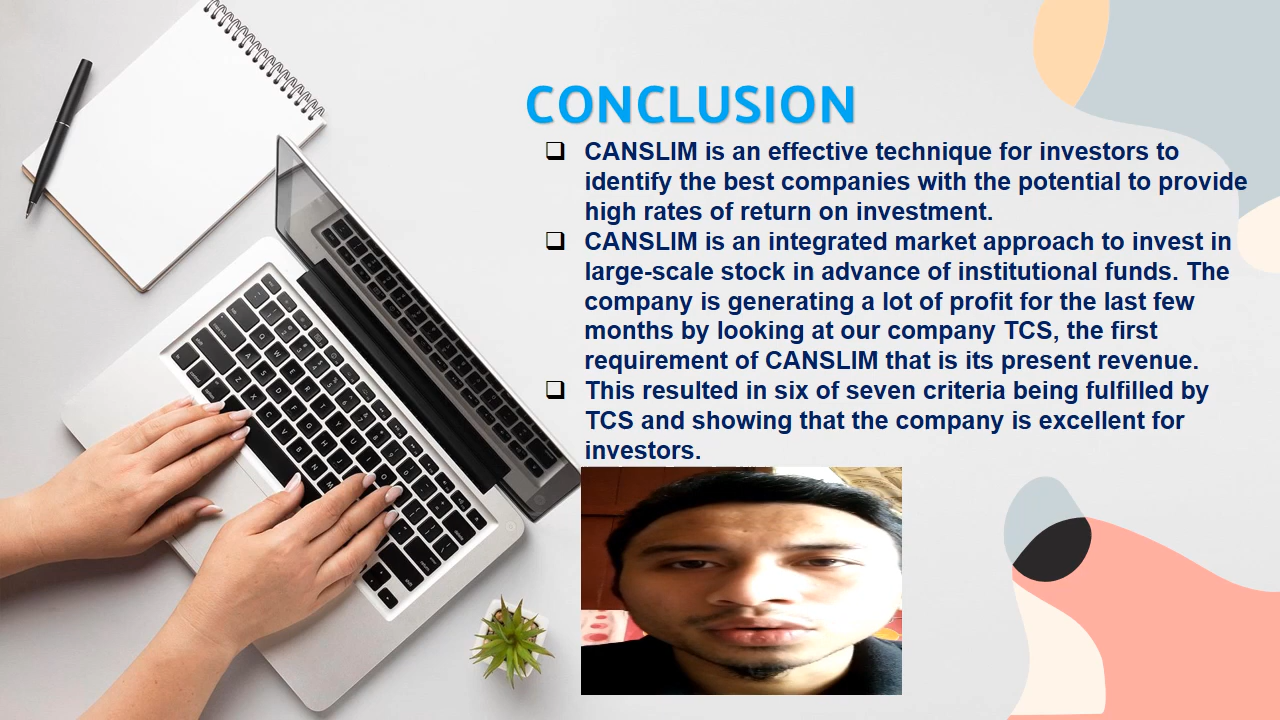 CONCLUSION
❑ CANSLIM is an effective technique for investors to
identify the best companies with the potential to provide
high rates of return on investment.
❑ CANSLIM is an integrated market approach to invest in
large-scale stock in advance of institutional funds. The
company is generating a lot of profit for the last few
months by looking at our company TCS, the first
requirement of CANSLIM that is its present revenue.
❑ This resulted in six of seven criteria being fulfilled by
TCS and showing that the company is excellent for
investors.